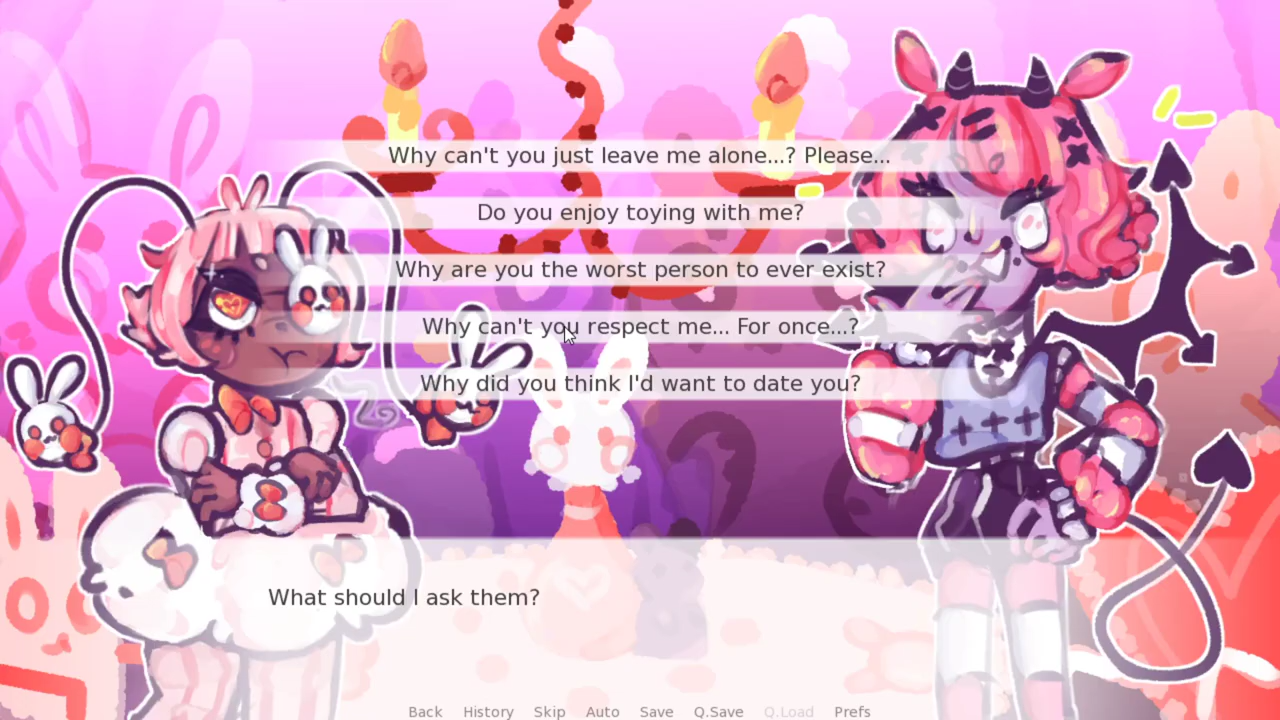 Why can't you just leave me alone...? Please...
Do you enjoy toying with me?
Why are you the worst person to ever exist?
Why can't you respect me... For once...?
Why did you think I'd want to date you?
What should I ask them?
Back History Skip Auto Save Q.Save Q.Load Prefs